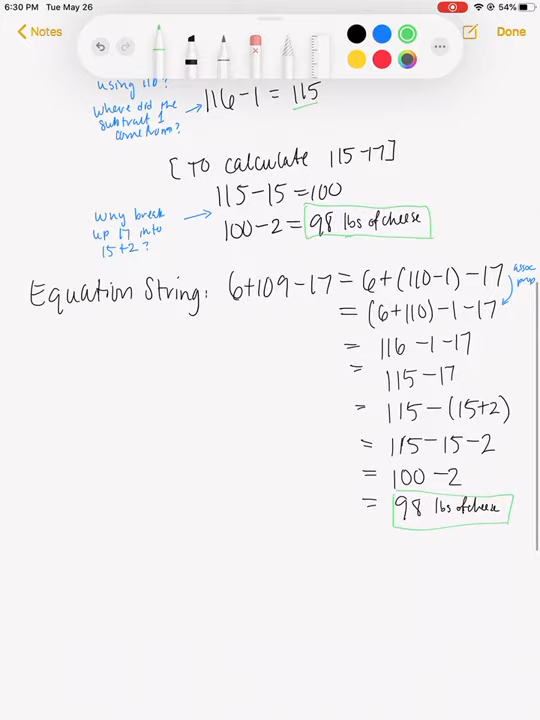 6:30 PM Tue May 26
54%
Notes
Done
using 110?
116-1 = 115
Where did the
subtract 1
come from?
[To calculate 115-17]
115-15=100
Why break
up 17 into
15+2?
100-2= 98 lbs of cheese
Equation String: 6+109-17 = 6+(110-1)-17
assoc
prop
= (6+110)-1-17
= 116-1-17
= 115-17
= 115-(15+2)
= 115-15-2
= 100-2
= 98 lbs of cheese